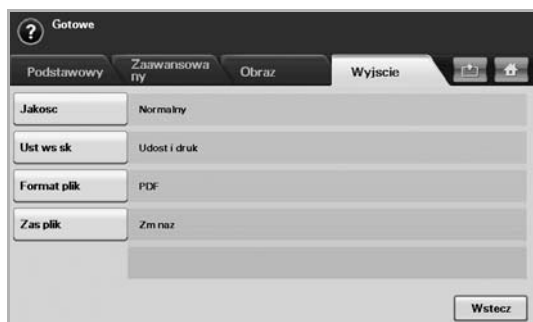 Gotowe
Podstawowy Zaawansowa Obraz Wyjscie
ny
Jakosc Normalny
Ust ws sk Udost i druk
Format plik PDF
Zas plik Zm naz
Wstecz